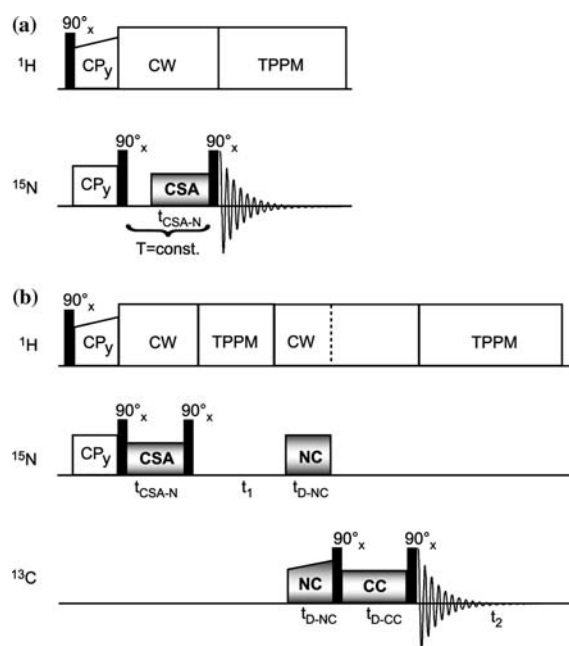 (a)
90°x
¹H
CPy CW TPPM
90°x 90°x
¹⁵N
CPy CSA
tCSA-N
T=const.
(b)
90°x
¹H
CPy CW TPPM CW TPPM
90°x 90°x
¹⁵N
CPy CSA NC
tCSA-N t1 tD-NC
90°x 90°x
¹³C
NC CC
tD-NC tD-CC t2